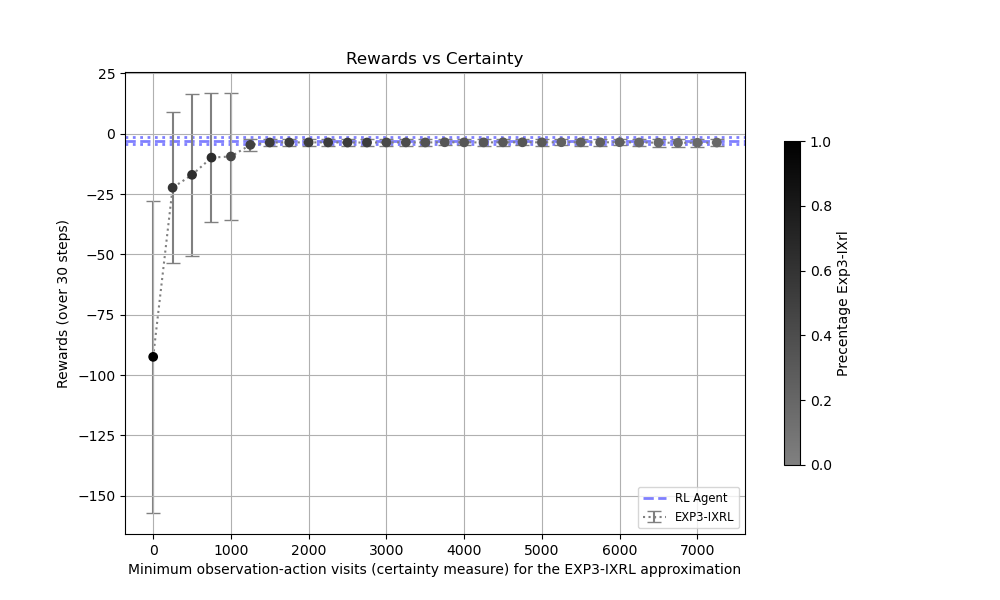 Rewards vs Certainty
25
0
−25
−50
−75
−100
−125
−150
Rewards (over 30 steps)
0 1000 2000 3000 4000 5000 6000 7000
Minimum observation-action visits (certainty measure) for the EXP3-IXRL approximation
RL Agent
EXP3-IXRL
1.0
0.8
0.6
0.4
0.2
0.0
Precentage Exp3-IXrl